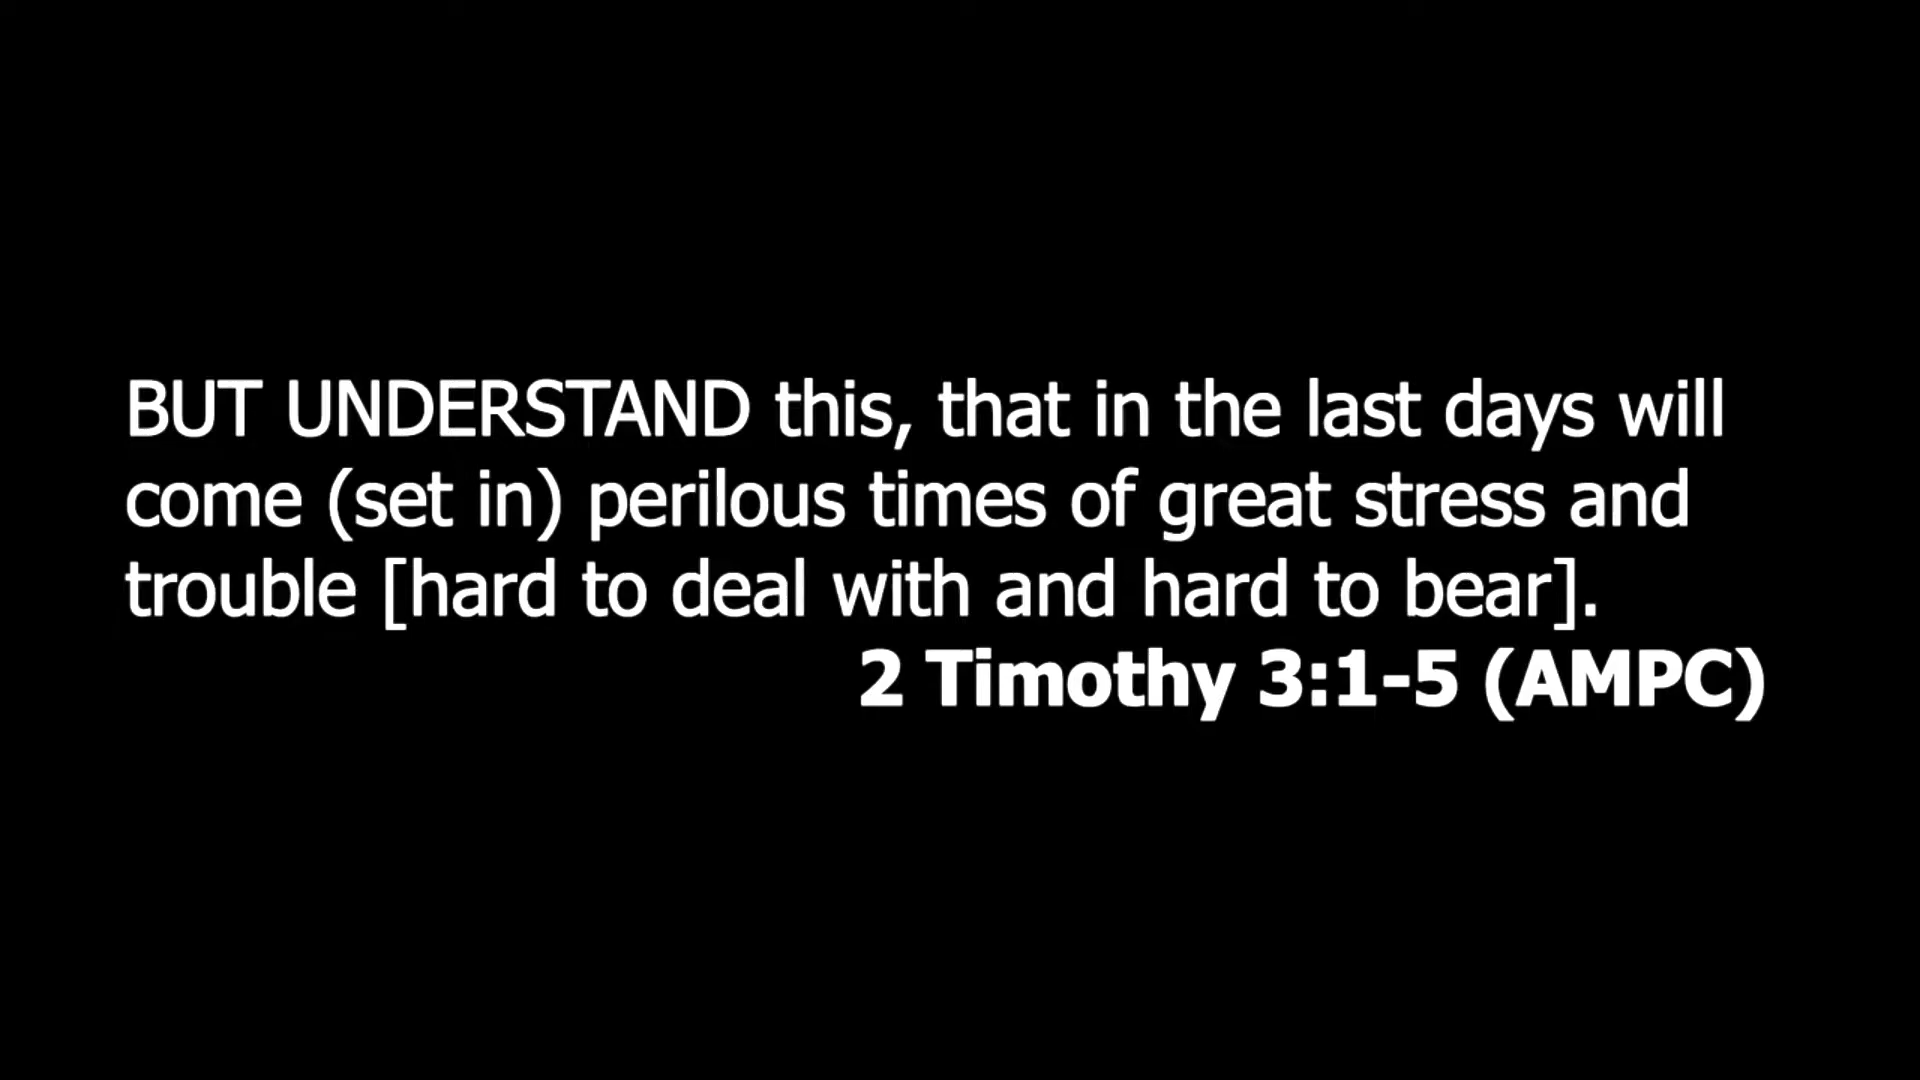 BUT UNDERSTAND this, that in the last days will
come (set in) perilous times of great stress and
trouble [hard to deal with and hard to bear].
2 Timothy 3:1-5 (AMPC)